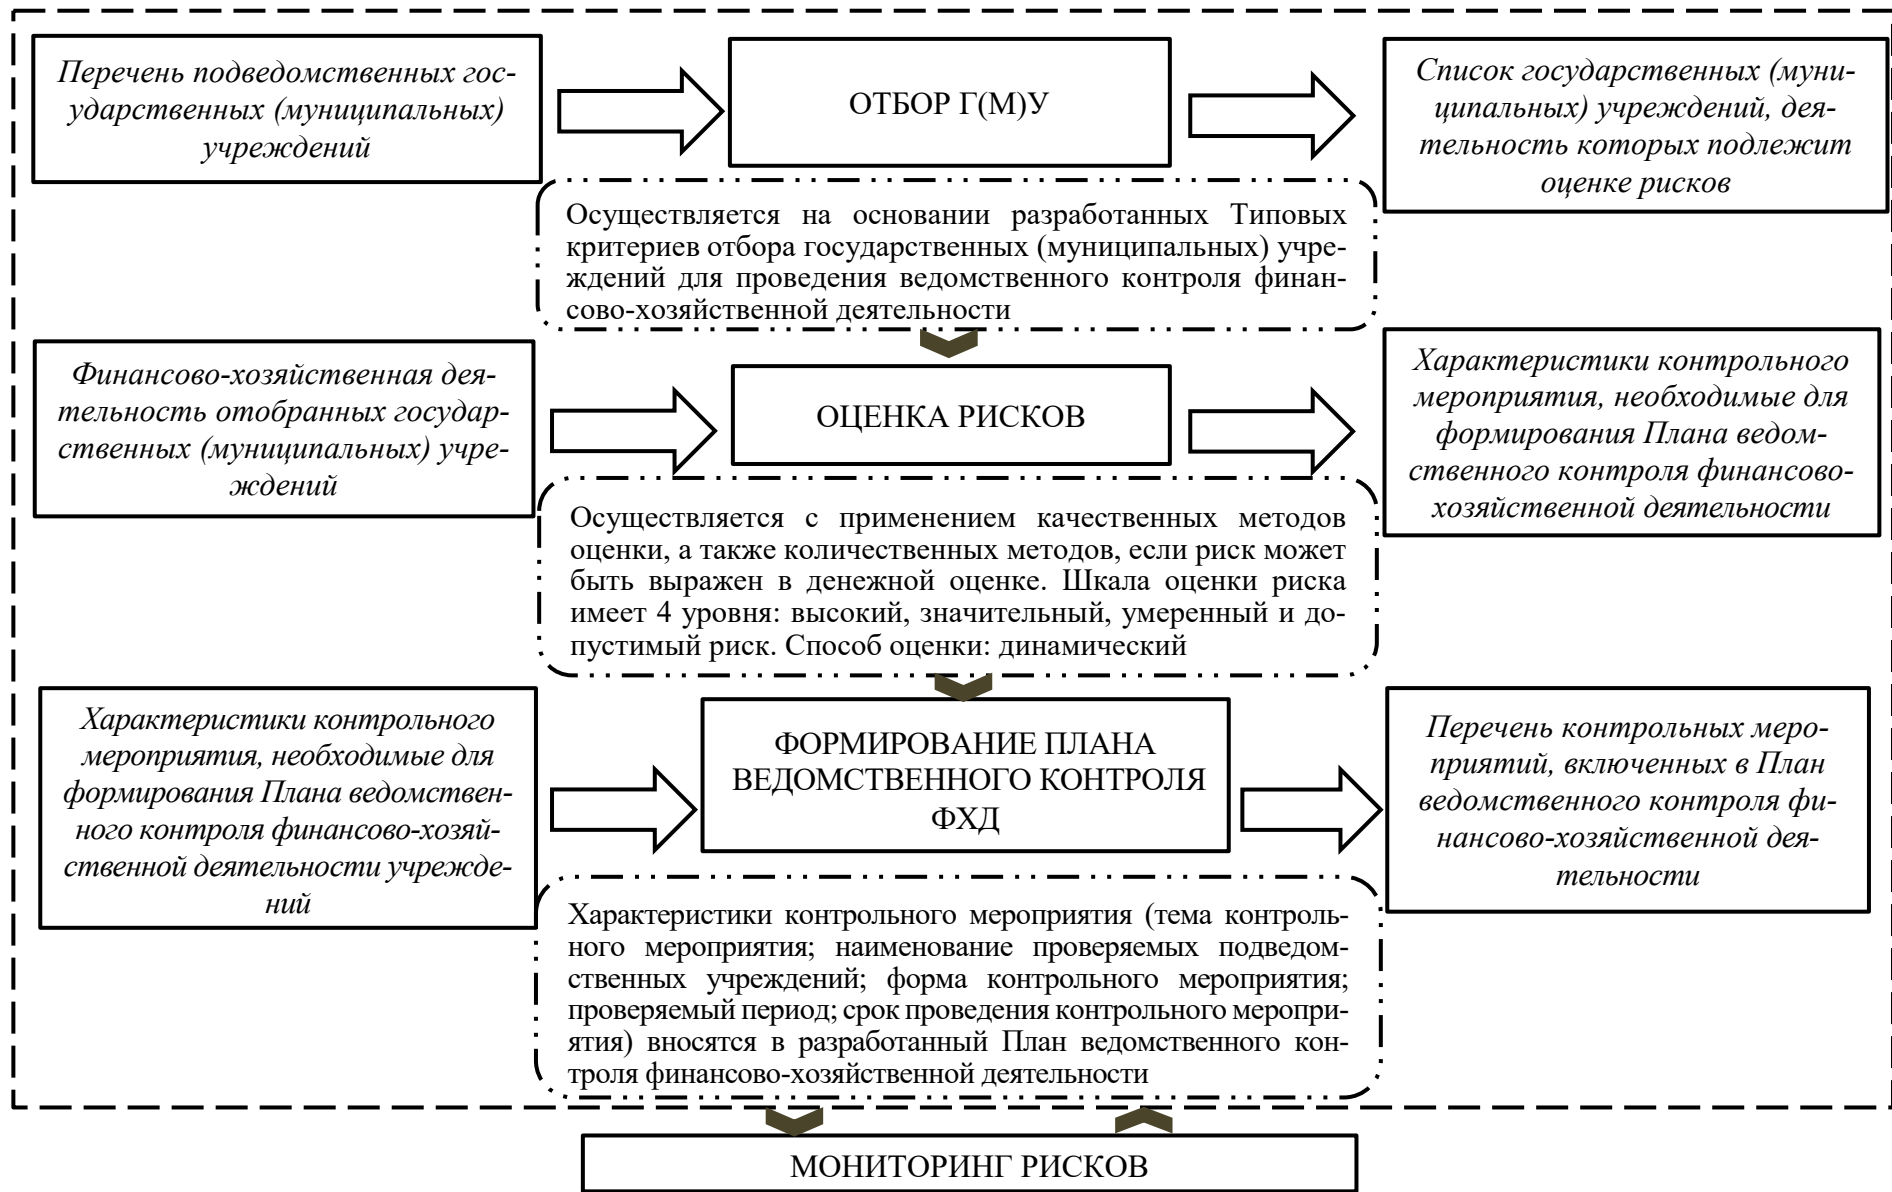 Перечень подведомственных гос-
ударственных (муниципальных)
учреждений
ОТБОР Г(М)У
Список государственных (муни-
ципальных) учреждений, дея-
тельность которых подлежит
оценке рисков
Осуществляется на основании разработанных Типовых
критериев отбора государственных (муниципальных) учре-
ждений для проведения ведомственного контроля финан-
сово-хозяйственной деятельности
Финансово-хозяйственная дея-
тельность отобранных государ-
ственных (муниципальных) учре-
ждений
ОЦЕНКА РИСКОВ
Характеристики контрольного
мероприятия, необходимые для
формирования Плана ведом-
ственного контроля финансово-
хозяйственной деятельности
Осуществляется с применением качественных методов
оценки, а также количественных методов, если риск может
быть выражен в денежной оценке. Шкала оценки риска
имеет 4 уровня: высокий, значительный, умеренный и до-
пустимый риск. Способ оценки: динамический
Характеристики контрольного
мероприятия, необходимые для
формирования Плана ведомствен-
ного контроля финансово-хозяй-
ственной деятельности учрежде-
ний
ФОРМИРОВАНИЕ ПЛАНА
ВЕДОМСТВЕННОГО КОНТРОЛЯ
ФХД
Перечень контрольных меро-
приятий, включенных в План
ведомственного контроля фи-
нансово-хозяйственной дея-
тельности
Характеристики контрольного мероприятия (тема контроль-
ного мероприятия; наименование проверяемых подведом-
ственных учреждений; форма контрольного мероприятия;
проверяемый период; срок проведения контрольного меропри-
ятия) вносятся в разработанный План ведомственного кон-
троля финансово-хозяйственной деятельности
МОНИТОРИНГ РИСКОВ